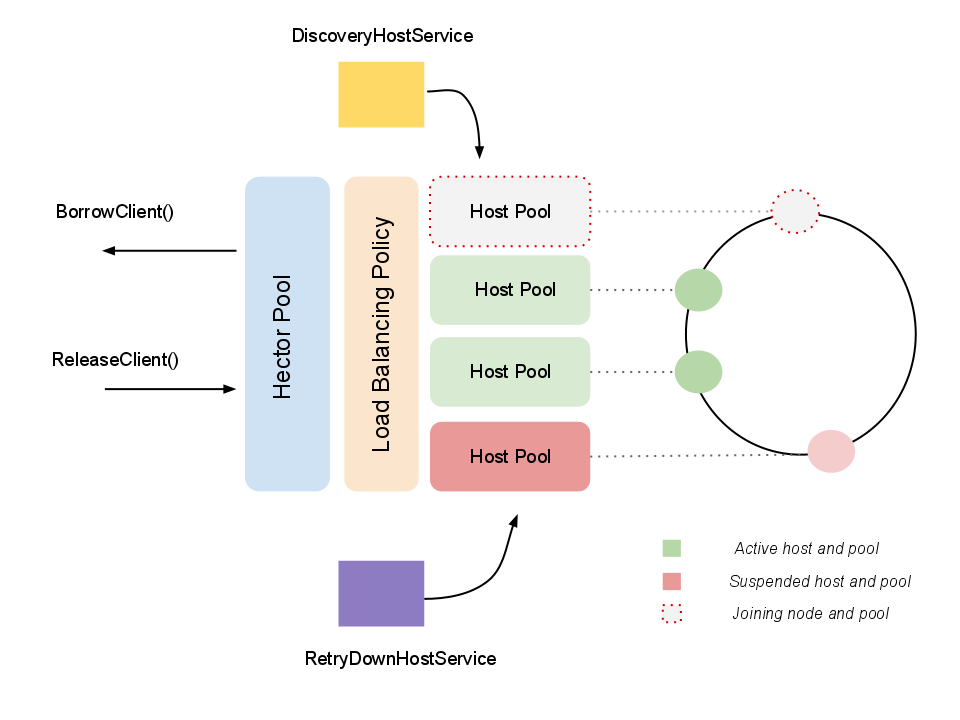 DiscoveryHostService
BorrowClient()
ReleaseClient()
Hector Pool
Load Balancing Policy
Host Pool
Host Pool
Host Pool
Host Pool
Active host and pool
Suspended host and pool
Joining node and pool
RetryDownHostService